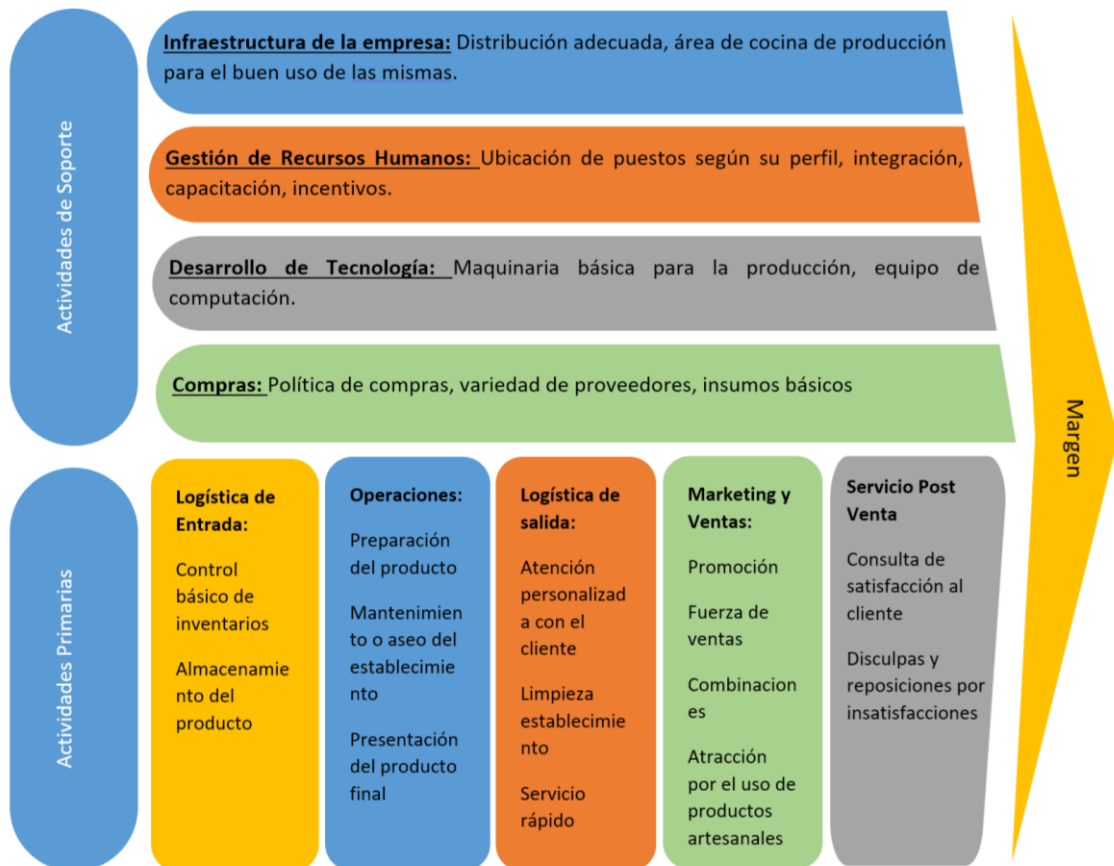 Actividades de Soporte
Infraestructura de la empresa: Distribución adecuada, área de cocina de producción
para el buen uso de las mismas.
Gestión de Recursos Humanos: Ubicación de puestos según su perfil, integración,
capacitación, incentivos.
Desarrollo de Tecnología: Maquinaria básica para la producción, equipo de
computación.
Compras: Política de compras, variedad de proveedores, insumos básicos
Margen
Actividades Primarias
Logística de
Entrada:
Control
básico de
inventarios
Almacenamie
nto del
producto
Operaciones:
Preparación
del producto
Mantenimien
to o aseo del
establecimie
nto
Presentación
del producto
final
Logística de
salida:
Atención
personalizad
a con el
cliente
Limpieza
establecimie
nto
Servicio
rápido
Marketing y
Ventas:
Promoción
Fuerza de
ventas
Combinacion
es
Atracción
por el uso de
productos
artesanales
Servicio Post
Venta
Consulta de
satisfacción al
cliente
Disculpas y
reposiciones por
insatisfacciones